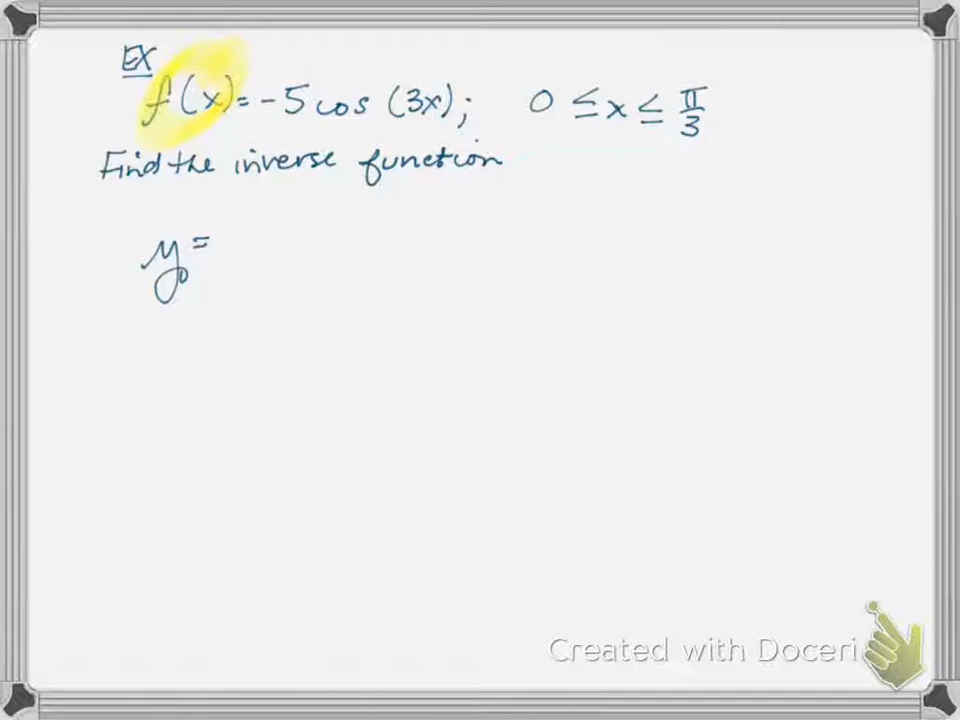 EX
f(x) = -5 cos (3x); 0 ≤ x ≤ π/3
Find the inverse function
y =
Created with Doceri